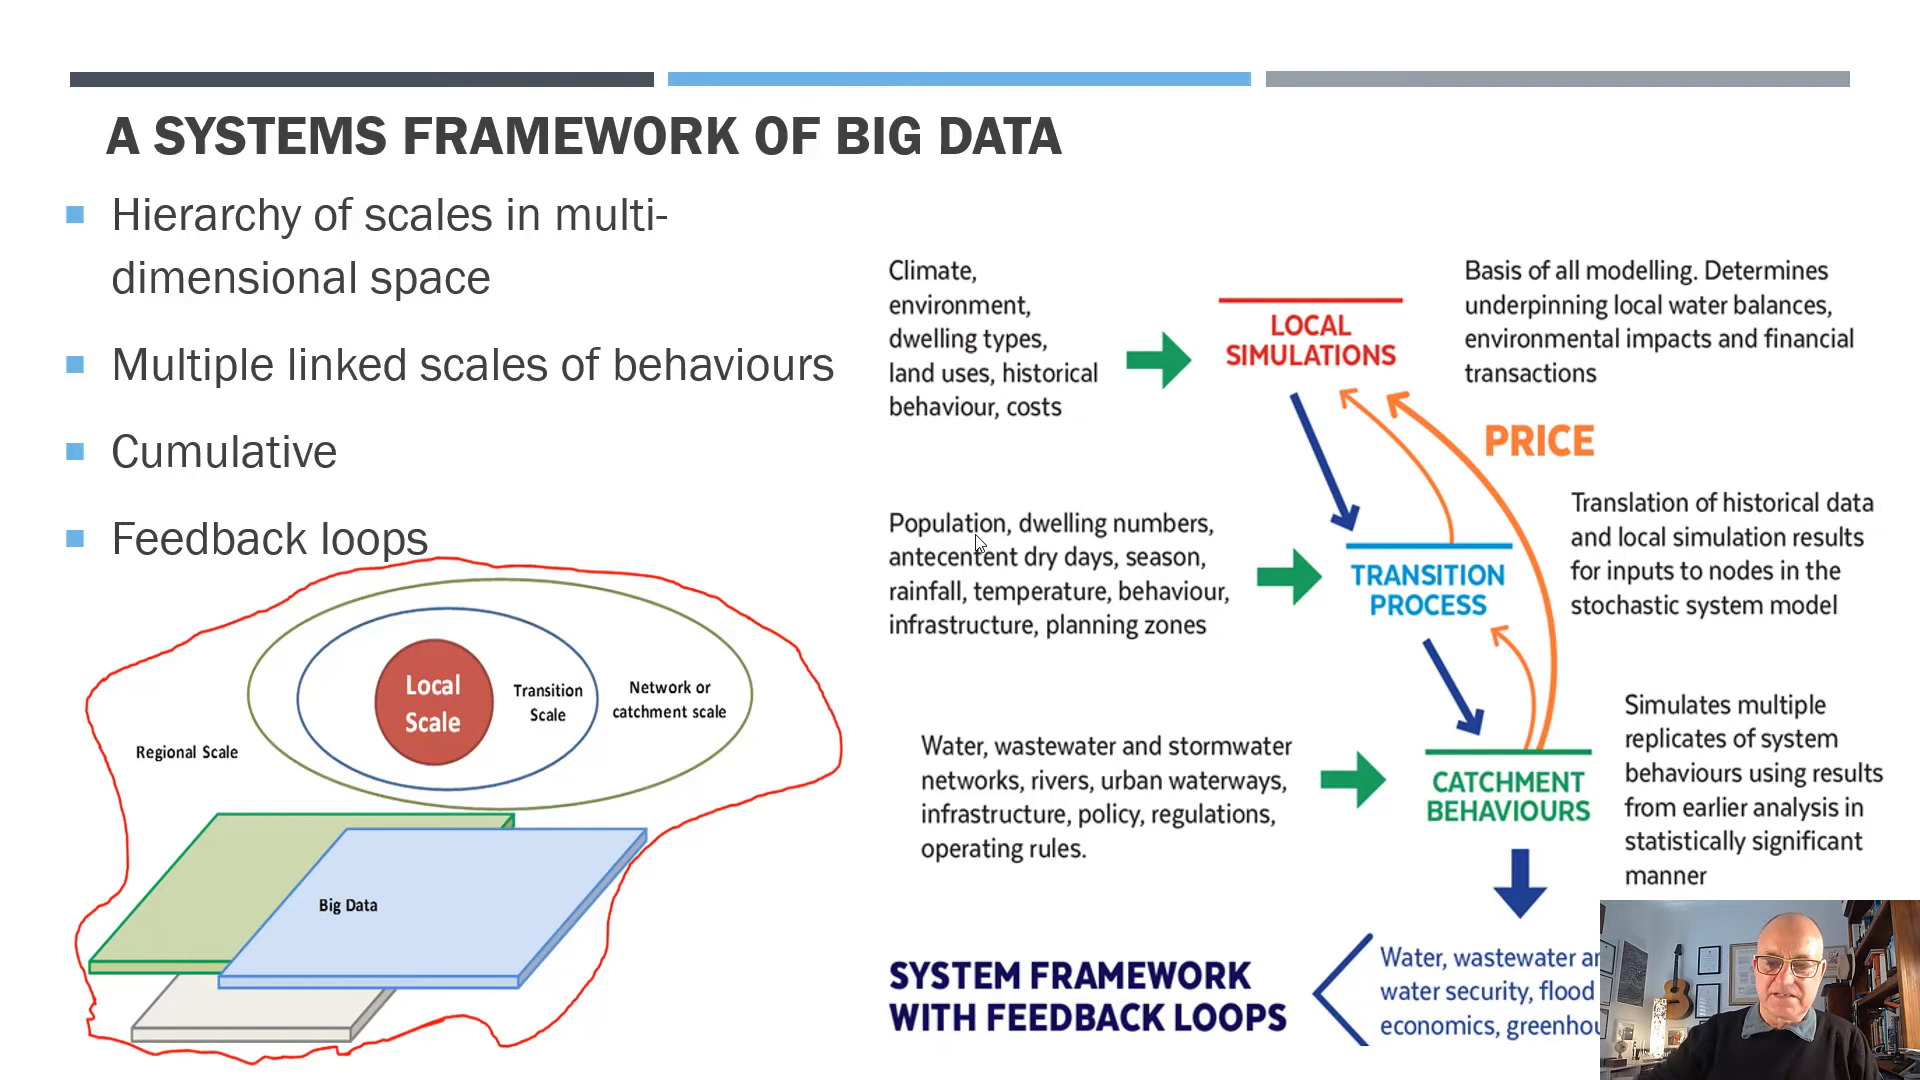 A SYSTEMS FRAMEWORK OF BIG DATA
Hierarchy of scales in multi-
dimensional space
Multiple linked scales of behaviours
Cumulative
Feedback loops
Local
Scale
Transition
Scale
Network or
catchment scale
Regional Scale
Big Data
Climate,
environment,
dwelling types,
land uses, historical
behaviour, costs
LOCAL
SIMULATIONS
Basis of all modelling. Determines
underpinning local water balances,
environmental impacts and financial
transactions
PRICE
Population, dwelling numbers,
antecentent dry days, season,
rainfall, temperature, behaviour,
infrastructure, planning zones
TRANSITION
PROCESS
Translation of historical data
and local simulation results
for inputs to nodes in the
stochastic system model
Water, wastewater and stormwater
networks, rivers, urban waterways,
infrastructure, policy, regulations,
operating rules.
CATCHMENT
BEHAVIOURS
Simulates multiple
replicates of system
behaviours using results
from earlier analysis in
statistically significant
manner
SYSTEM FRAMEWORK
WITH FEEDBACK LOOPS
Water, wastewater
water security, flood
economics,